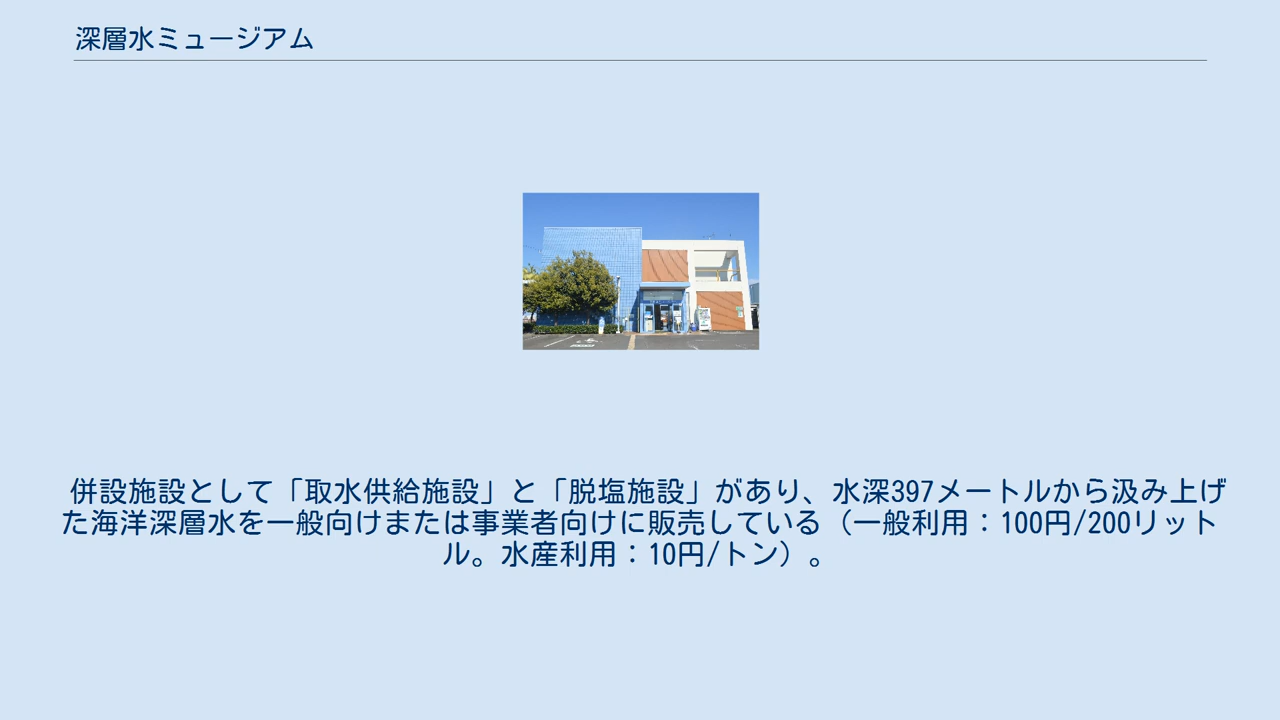 深層水ミュージアム
併設施設として「取水供給施設」と「脱塩施設」があり、水深397メートルから汲み上げ
た海洋深層水を一般向けまたは事業者向けに販売している（一般利用：100円/200リット
ル。水産利用：10円/トン）。